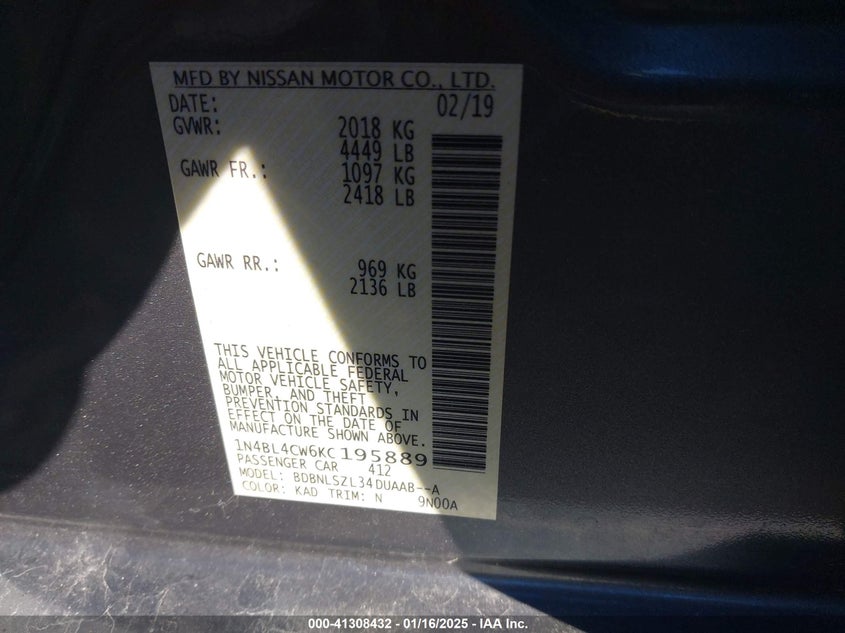 MFD BY NISSAN MOTOR CO., LTD.
DATE: 02/19
GVWR: 2018 KG
4449 LB
GAWR FR.: 1097 KG
2418 LB
GAWR RR.: 969 KG
2136 LB
THIS VEHICLE CONFORMS TO
ALL APPLICABLE FEDERAL
MOTOR VEHICLE SAFETY,
BUMPER, AND THEFT
PREVENTION STANDARDS IN
EFFECT ON THE DATE OF
MANUFACTURE SHOWN ABOVE.
1N4BL4CW6KC195889
PASSENGER CAR 412
MODEL: BDBNLSZL34DUAAB--A
COLOR: KAD TRIM: N 9N00A
000-41308432 - 01/16/2025 - IAA Inc.